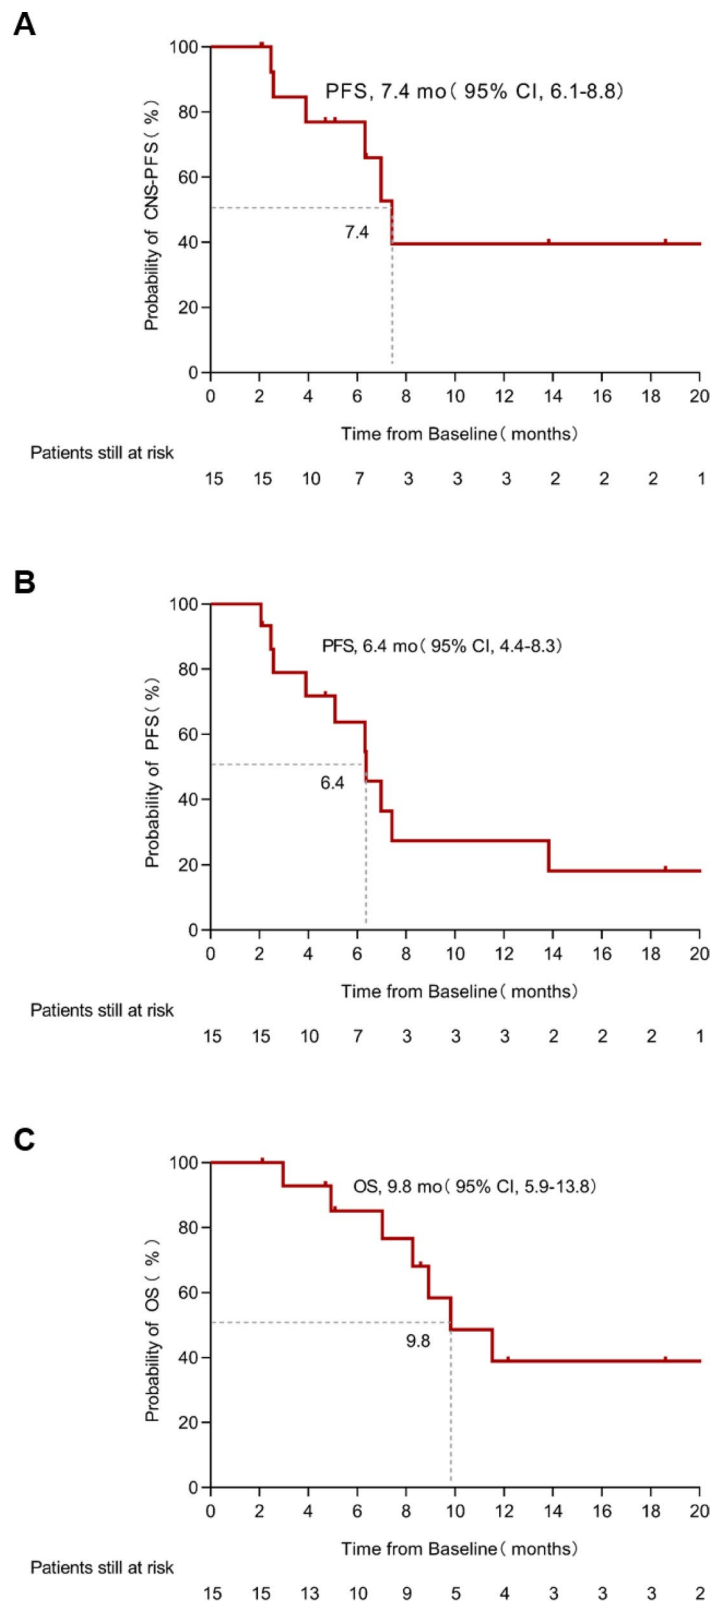 A
100
80
60
40
20
0
Probability of CNS-PFS ( % )
PFS, 7.4 mo( 95% CI, 6.1-8.8)
7.4
0 2 4 6 8 10 12 14 16 18 20
Time from Baseline( months)
Patients still at risk
15 15 10 7 3 3 3 2 2 2 1
B
100
80
60
40
20
0
Probability of PFS( %)
PFS, 6.4 mo( 95% CI, 4.4-8.3)
6.4
0 2 4 6 8 10 12 14 16 18 20
Time from Baseline( months)
Patients still at risk
15 15 10 7 3 3 3 2 2 2 1
C
100
80
60
40
20
0
Probability of OS ( % )
OS, 9.8 mo( 95% CI, 5.9-13.8)
9.8
0 2 4 6 8 10 12 14 16 18 20
Time from Baseline( months)
Patients still at risk
15 15 13 10 9 5 4 3 3 3 2